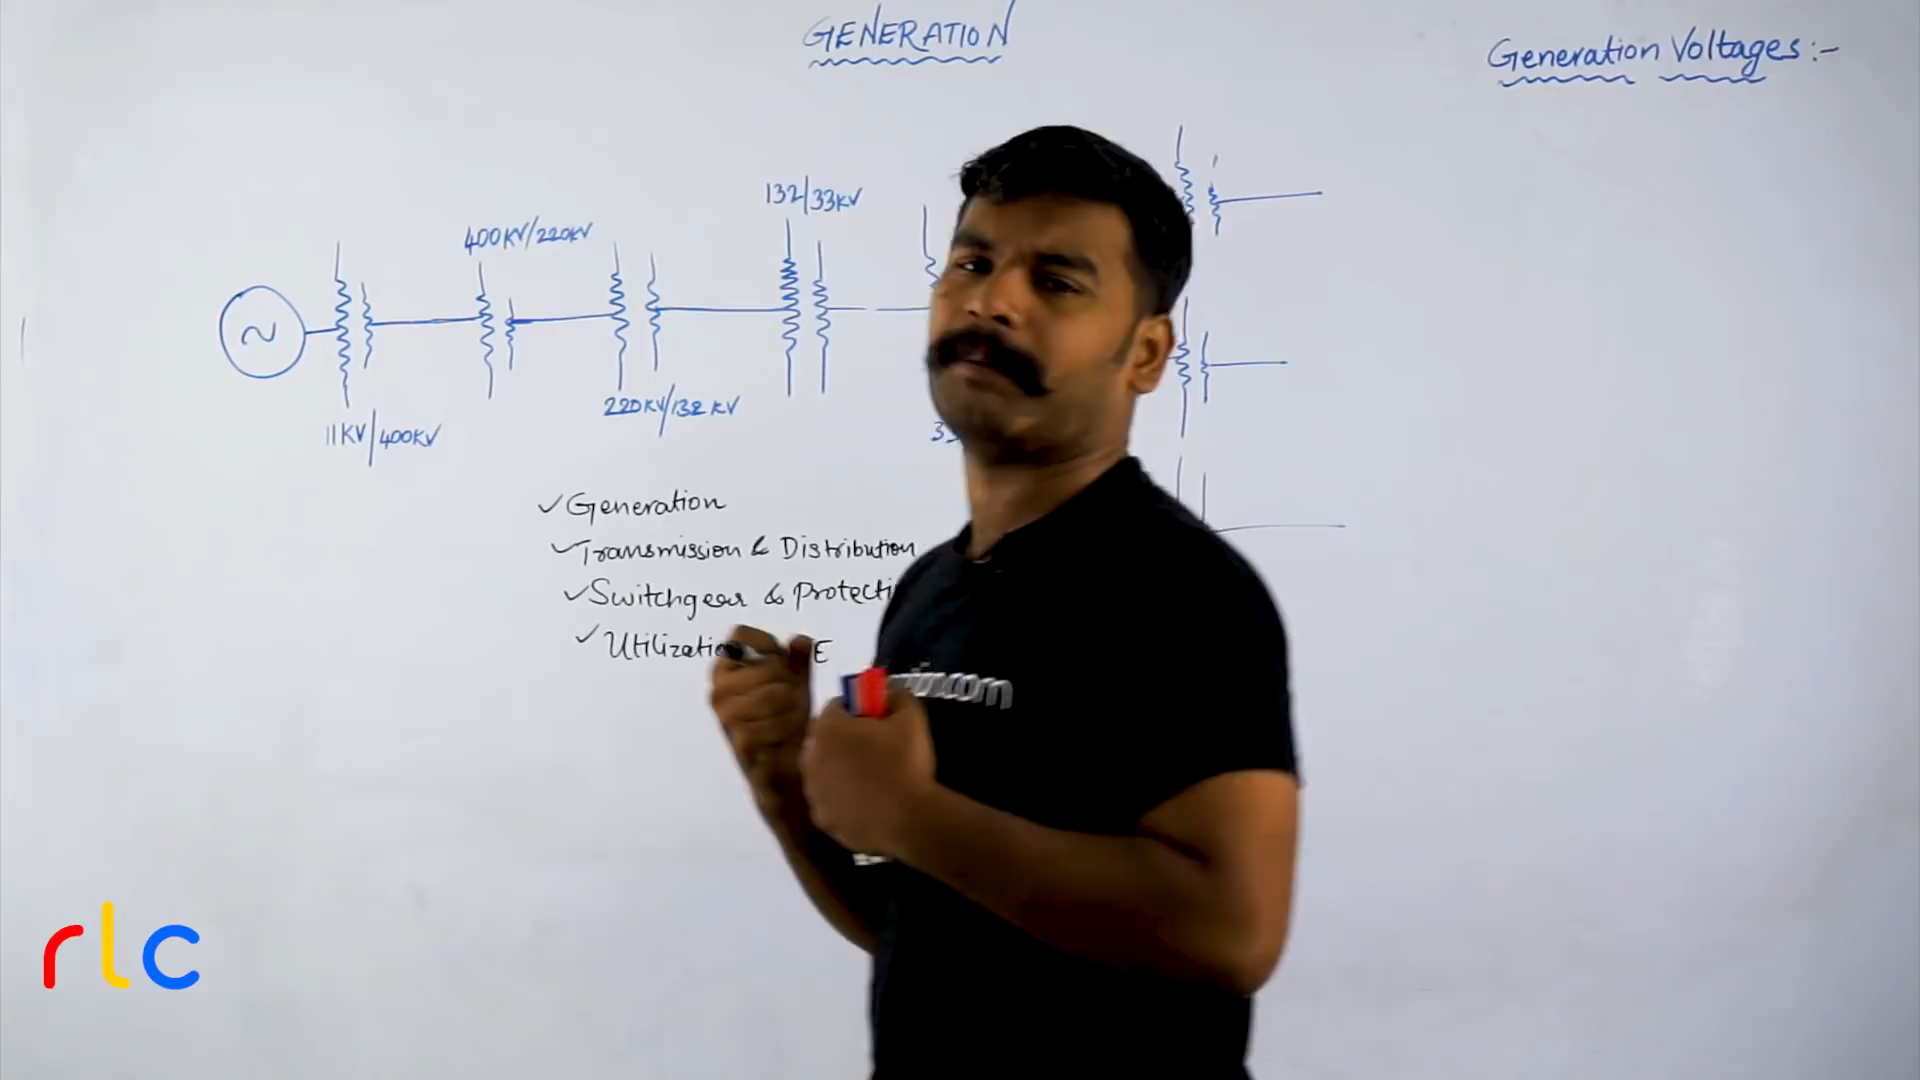 GENERATION
Generation Voltages:-
132/33KV
400KV/220KV
220KV/132KV
11KV/400KV
✓Generation
✓Transmission & Distribution
✓Switchgear & Protecti
✓Utilizatio E
rlc